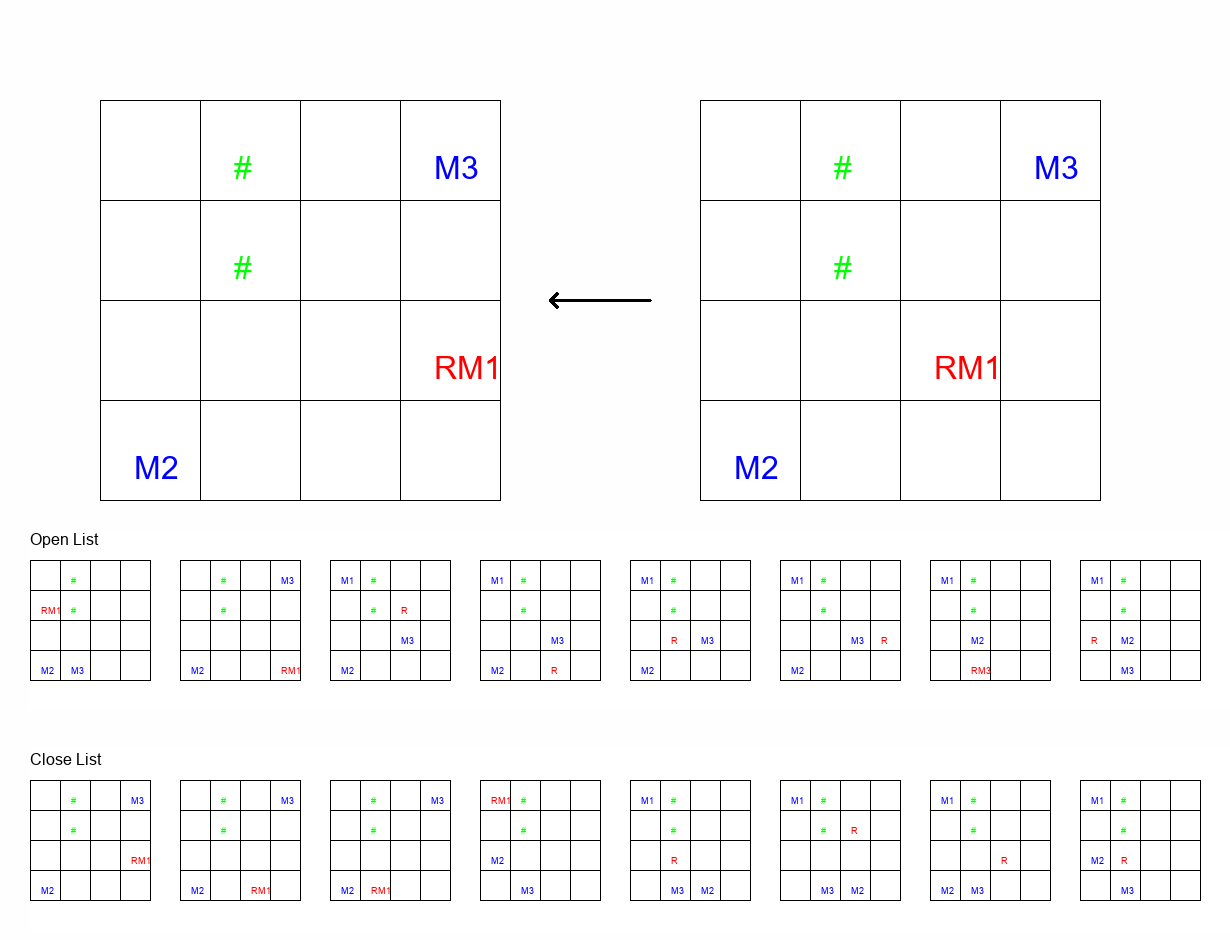 # M3 # M3
# #
RM1 RM1
M2 M2
Open List
# # M3 M1 # M1 # M1 # M1 # M1 # M1 #
RM1 # # # R # # # # #
M3 M3 R M3 M3 R M2 R M2
M2 M3 M2 RM1 M2 M2 R M2 M2 RM3 M3
Close List
# M3 # M3 # M3 RM1 # M1 # M1 # M1 # M1 #
# # # # # # R # #
RM1 M2 R R M2 R
M2 M2 RM1 M2 RM1 M3 M3 M2 M3 M2 M2 M3 M3